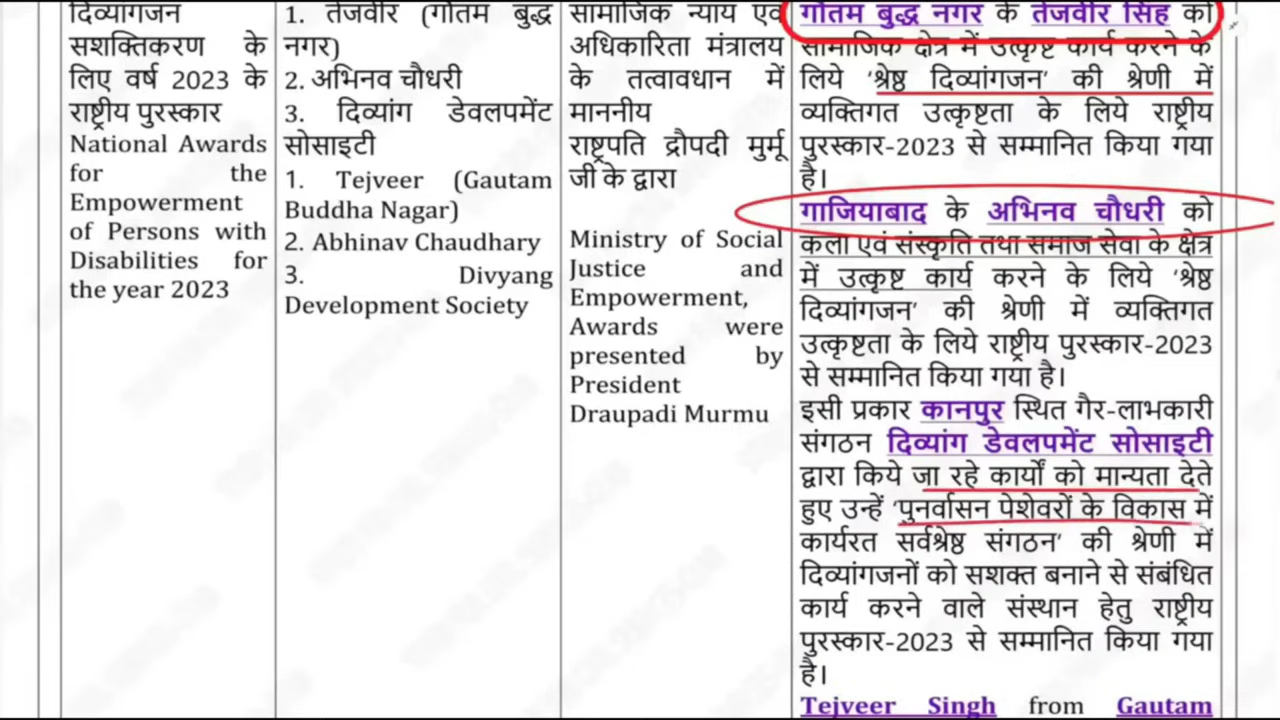 दिव्यांगजन
सशक्तिकरण के
लिए वर्ष 2023 के
राष्ट्रीय पुरस्कार
National Awards
for the
Empowerment
of Persons with
Disabilities for
the year 2023
1. तेजवीर (गौतम बुद्ध
नगर)
2. अभिनव चौधरी
3. दिव्यांग डेवलपमेंट
सोसाइटी
1. Tejveer (Gautam
Buddha Nagar)
2. Abhinav Chaudhary
3. Divyang
Development Society
सामाजिक न्याय एवं
अधिकारिता मंत्रालय
के तत्वावधान में
माननीय
राष्ट्रपति द्रौपदी मुर्मू
जी के द्वारा
Ministry of Social
Justice and
Empowerment,
Awards were
presented by
President
Draupadi Murmu
गौतम बुद्ध नगर के तेजवीर सिंह को
सामाजिक क्षेत्र में उत्कृष्ट कार्य करने के
लिये ‘श्रेष्ठ दिव्यांगजन’ की श्रेणी में
व्यक्तिगत उत्कृष्टता के लिये राष्ट्रीय
पुरस्कार-2023 से सम्मानित किया गया
है।
गाजियाबाद के अभिनव चौधरी को
कला एवं संस्कृति तथा समाज सेवा के क्षेत्र
में उत्कृष्ट कार्य करने के लिये ‘श्रेष्ठ
दिव्यांगजन’ की श्रेणी में व्यक्तिगत
उत्कृष्टता के लिये राष्ट्रीय पुरस्कार-2023
से सम्मानित किया गया है।
इसी प्रकार कानपुर स्थित गैर-लाभकारी
संगठन दिव्यांग डेवलपमेंट सोसाइटी
द्वारा किये जा रहे कार्यों को मान्यता देते
हुए उन्हें ‘पुनर्वासन पेशेवरों के विकास में
कार्यरत सर्वश्रेष्ठ संगठन’ की श्रेणी में
दिव्यांगजनों को सशक्त बनाने से संबंधित
कार्य करने वाले संस्थान हेतु राष्ट्रीय
पुरस्कार-2023 से सम्मानित किया गया
है।
Tejveer Singh from Gautam